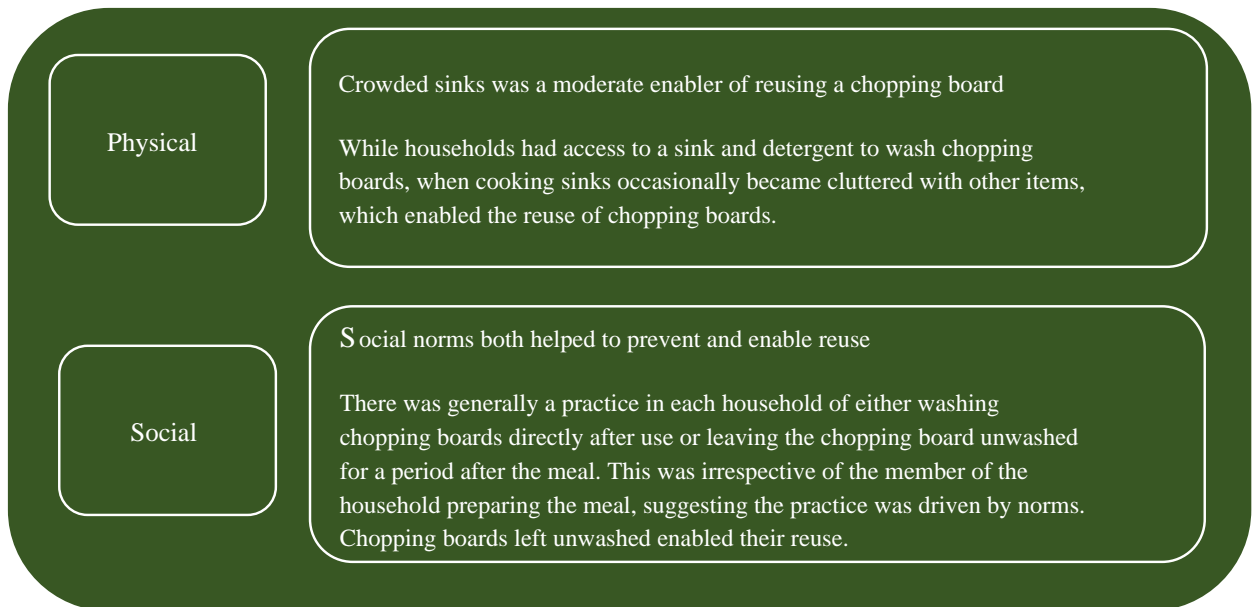 Physical
Crowded sinks was a moderate enabler of reusing a chopping board
While households had access to a sink and detergent to wash chopping
boards, when cooking sinks occasionally became cluttered with other items,
which enabled the reuse of chopping boards.
Social
Social norms both helped to prevent and enable reuse
There was generally a practice in each household of either washing
chopping boards directly after use or leaving the chopping board unwashed
for a period after the meal. This was irrespective of the member of the
household preparing the meal, suggesting the practice was driven by norms.
Chopping boards left unwashed enabled their reuse.